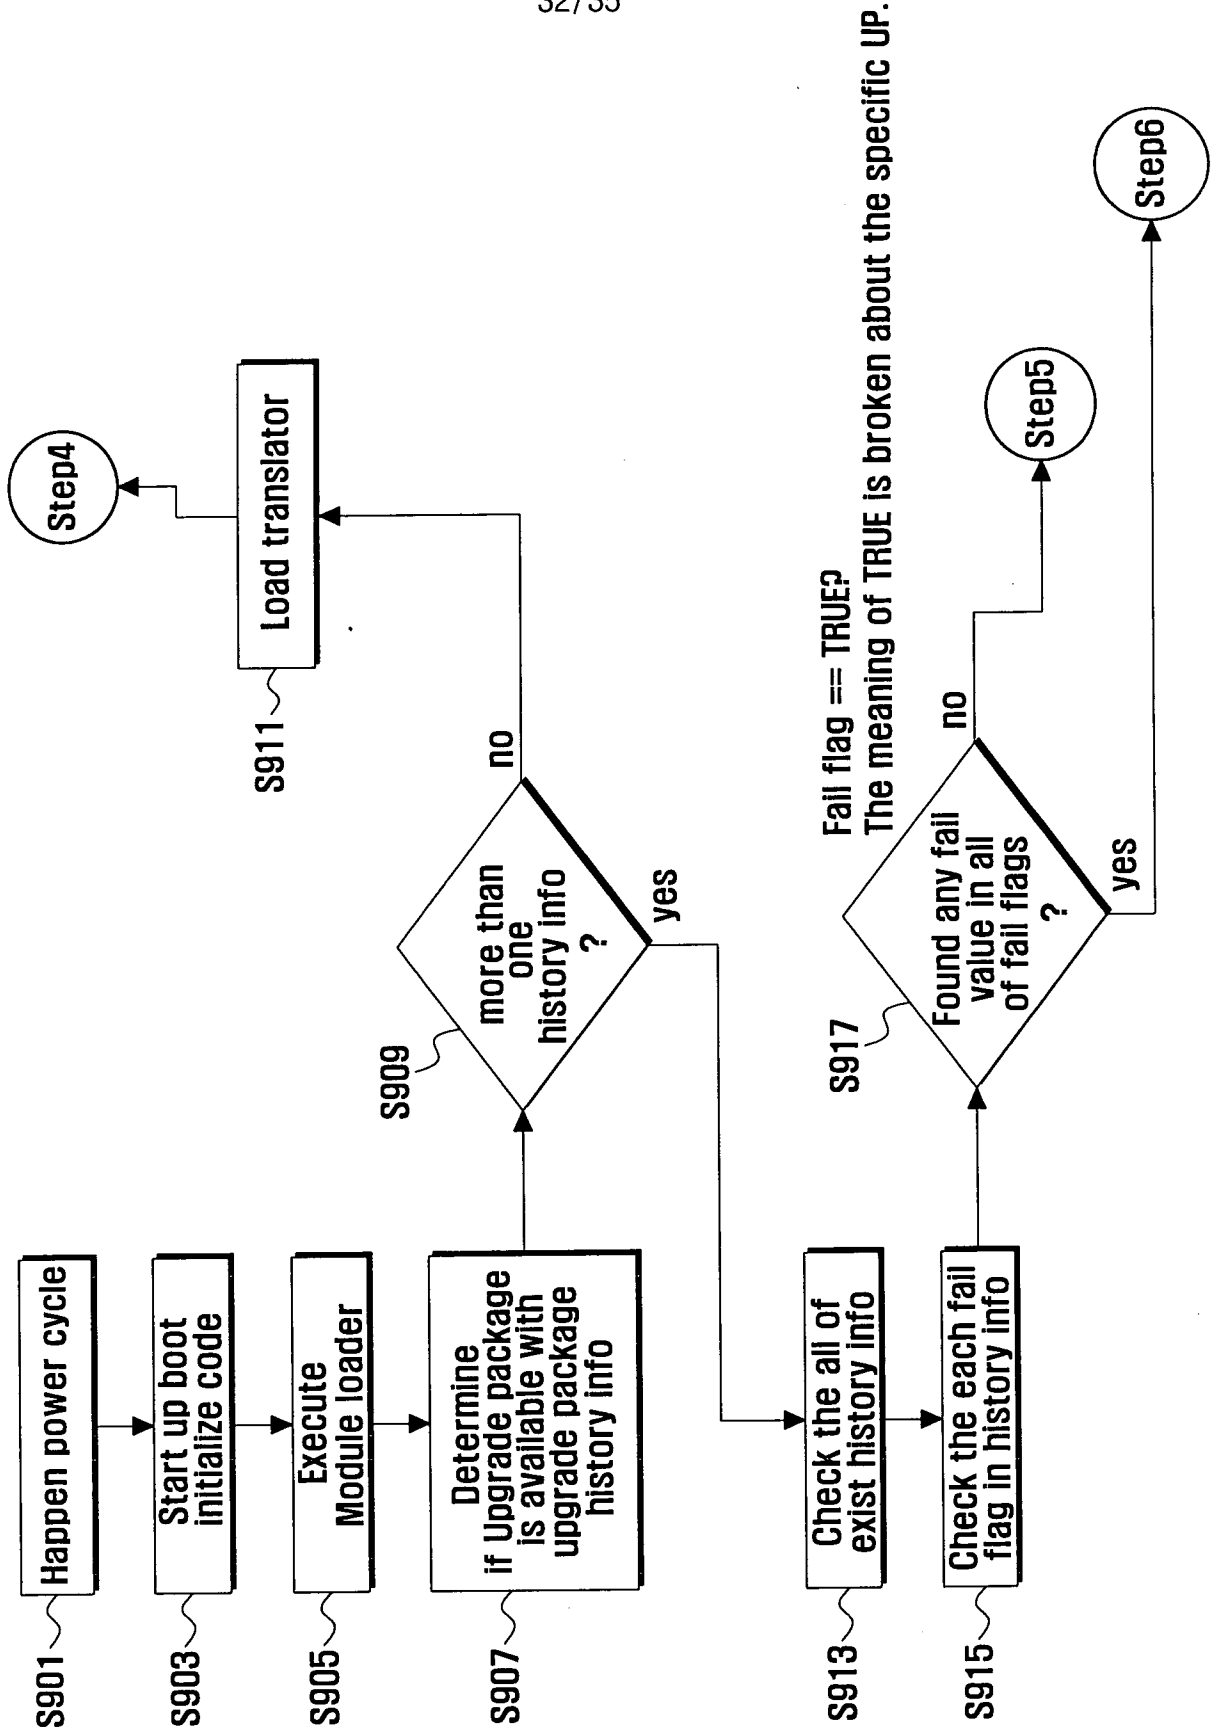 32/35
S901
Happen power cycle
S903
Start up boot
initialize code
S905
Execute
Module loader
S907
Determine
if Upgrade package
is available with
upgrade package
history info
S909
more than
one
history info
?
no
yes
S911
Load translator
Step4
S913
Check the all of
exist history info
S915
Check the each fail
flag in history info
S917
Found any fail
value in all
of fail flags
?
no
yes
Fail flag == TRUE?
The meaning of TRUE is broken about the specific UP.
Step5
Step6